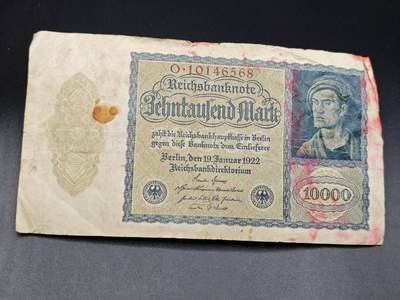 O·10146568
Reichsbanknote
Zehntausend Mark
zahlt die Reichsbankhauptkasse in Berlin
gegen diese Banknote dem Einlieferer
Berlin, den 19. Januar 1922
Reichsbankdirektorium
10000